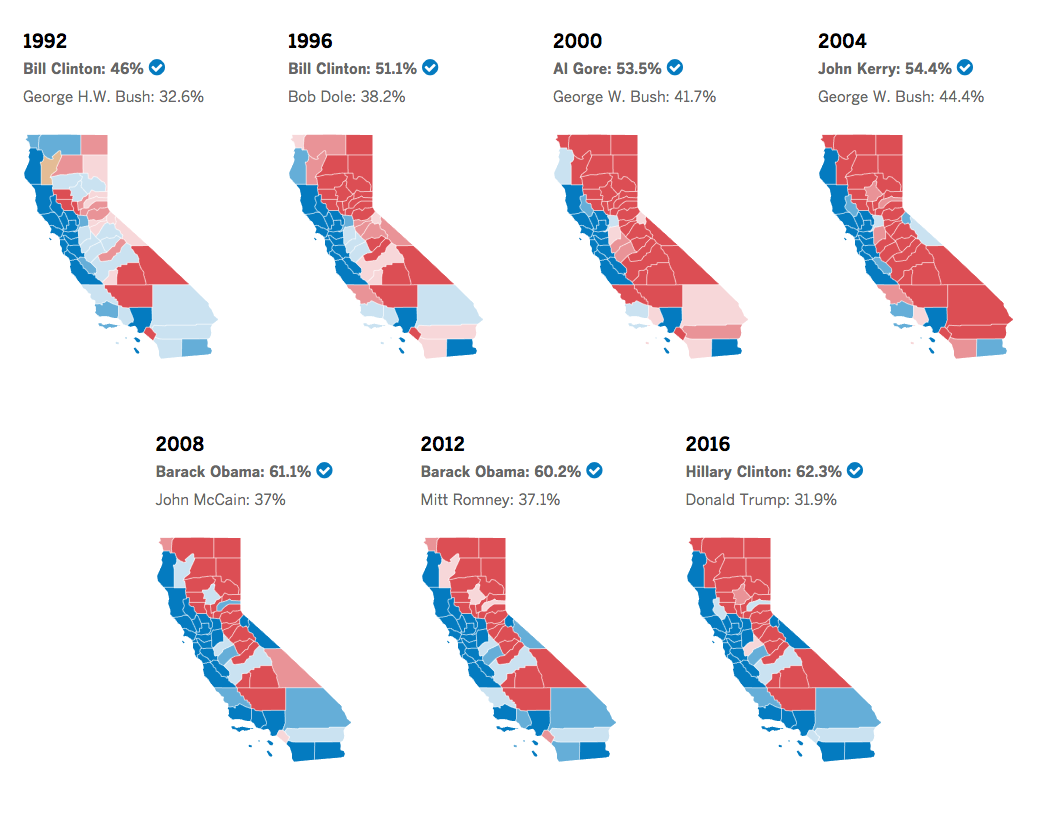 1992
Bill Clinton: 46%
George H.W. Bush: 32.6%
1996
Bill Clinton: 51.1%
Bob Dole: 38.2%
2000
Al Gore: 53.5%
George W. Bush: 41.7%
2004
John Kerry: 54.4%
George W. Bush: 44.4%
2008
Barack Obama: 61.1%
John McCain: 37%
2012
Barack Obama: 60.2%
Mitt Romney: 37.1%
2016
Hillary Clinton: 62.3%
Donald Trump: 31.9%